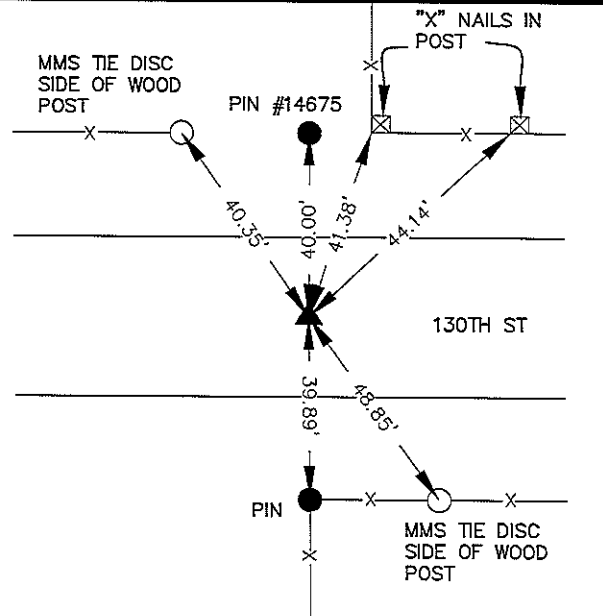 "X" NAILS IN
POST
MMS TIE DISC
SIDE OF WOOD
POST
PIN #14675
X
X
X
40.35'
40.00'
41.38'
44.14'
130TH ST
39.89'
48.85'
PIN
X
X
X
MMS TIE DISC
SIDE OF WOOD
POST